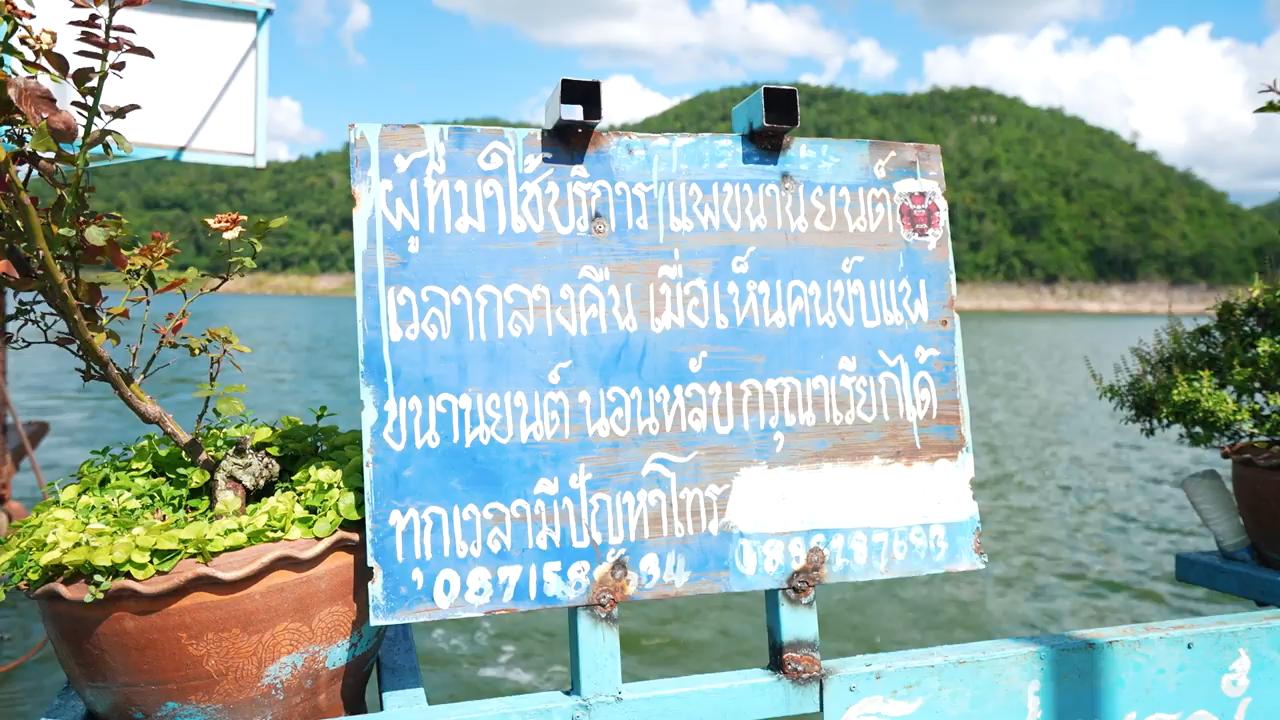 ผู้ที่มาใช้บริการแพขนานยนต์
เวลากลางคืน เมื่อเห็นคนขับแพ
ขนานยนต์ นอนหลับ กรุณาเรียกได้
ทุกเวลามีปัญหาโทร